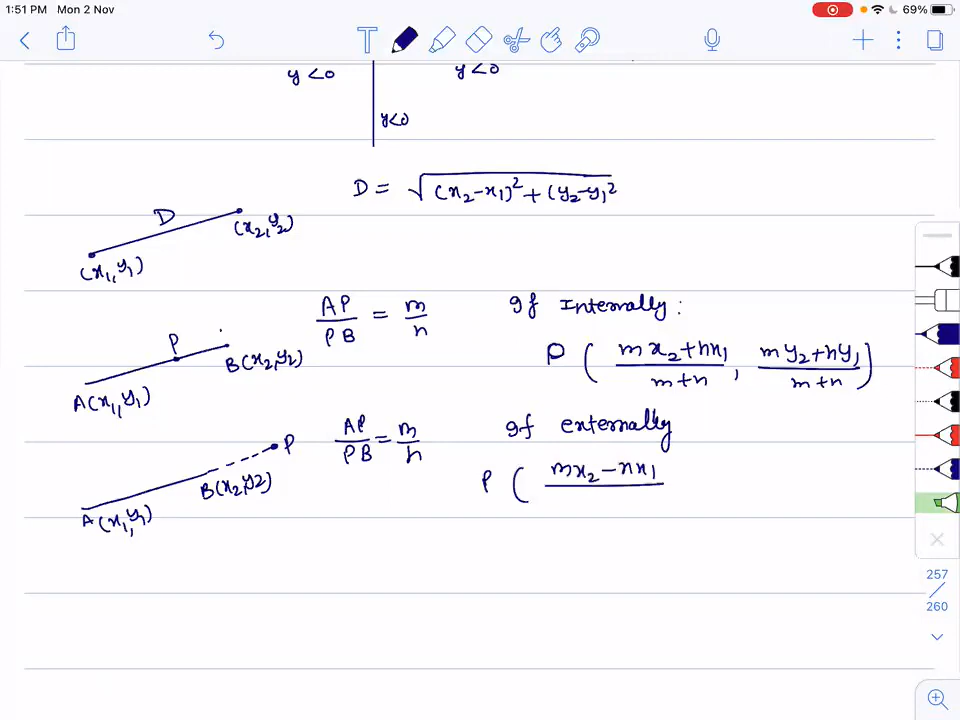 1:51 PM Mon 2 Nov
69%
y<0
y<0
y<0
D = √(x₂-x₁)² + (y₂-y₁²
D
(x₂,y₂)
(x₁,y₁)
AP/PB = m/n
If Internally:
P
B(x₂,y₂)
A(x₁,y₁)
P ( mx₂+nx₁/m+n , my₂+ny₁/m+n )
AP/PB = m/n
If externally
P
B(x₂,y2)
A(x₁,y₁)
P ( mx₂-nx₁
257
260